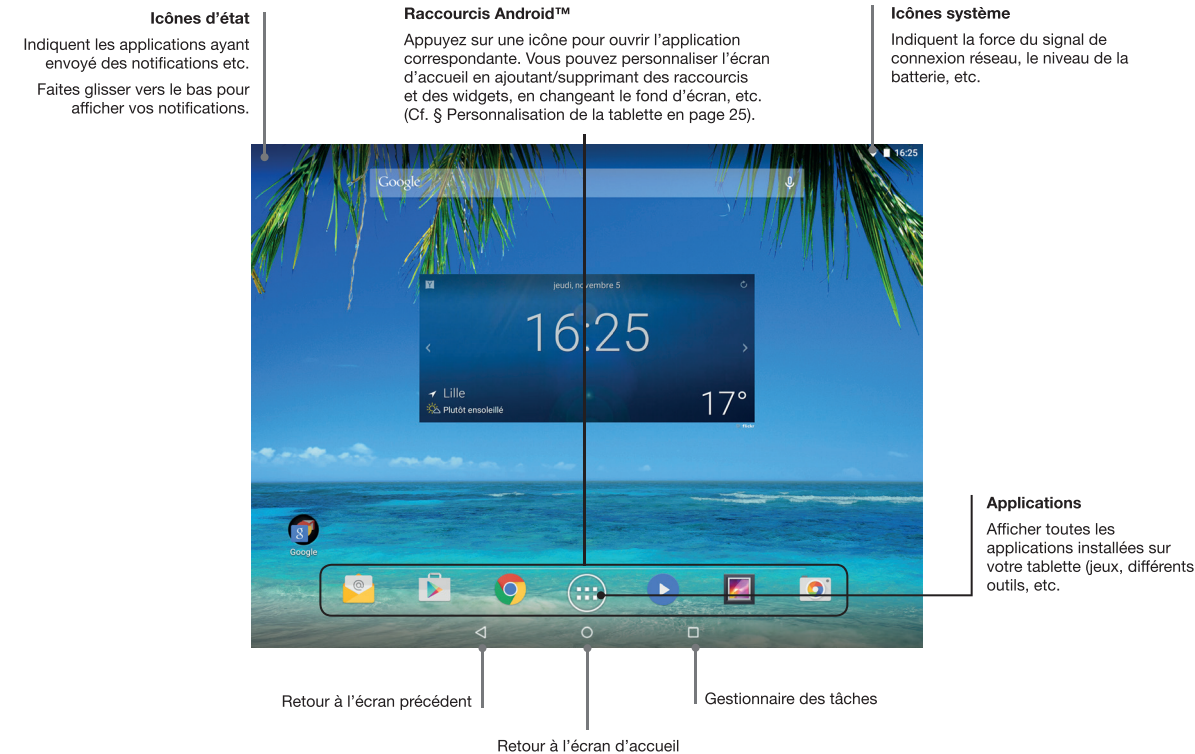 Icônes d'état
Indiquent les applications ayant
envoyé des notifications etc.
Faites glisser vers le bas pour
afficher vos notifications.
Raccourcis Android™
Appuyez sur une icône pour ouvrir l'application
correspondante. Vous pouvez personnaliser l'écran
d'accueil en ajoutant/supprimant des raccourcis
et des widgets, en changeant le fond d'écran, etc.
(Cf. § Personnalisation de la tablette en page 25).
Icônes système
Indiquent la force du signal de
connexion réseau, le niveau de la
batterie, etc.
16:25
Google
jeudi, novembre 5
16:25
Lille
Plutôt ensoleillé
17°
flickr
Google
Applications
Afficher toutes les
applications installées sur
votre tablette (jeux, différents
outils, etc.
Retour à l'écran précédent
Gestionnaire des tâches
Retour à l'écran d'accueil